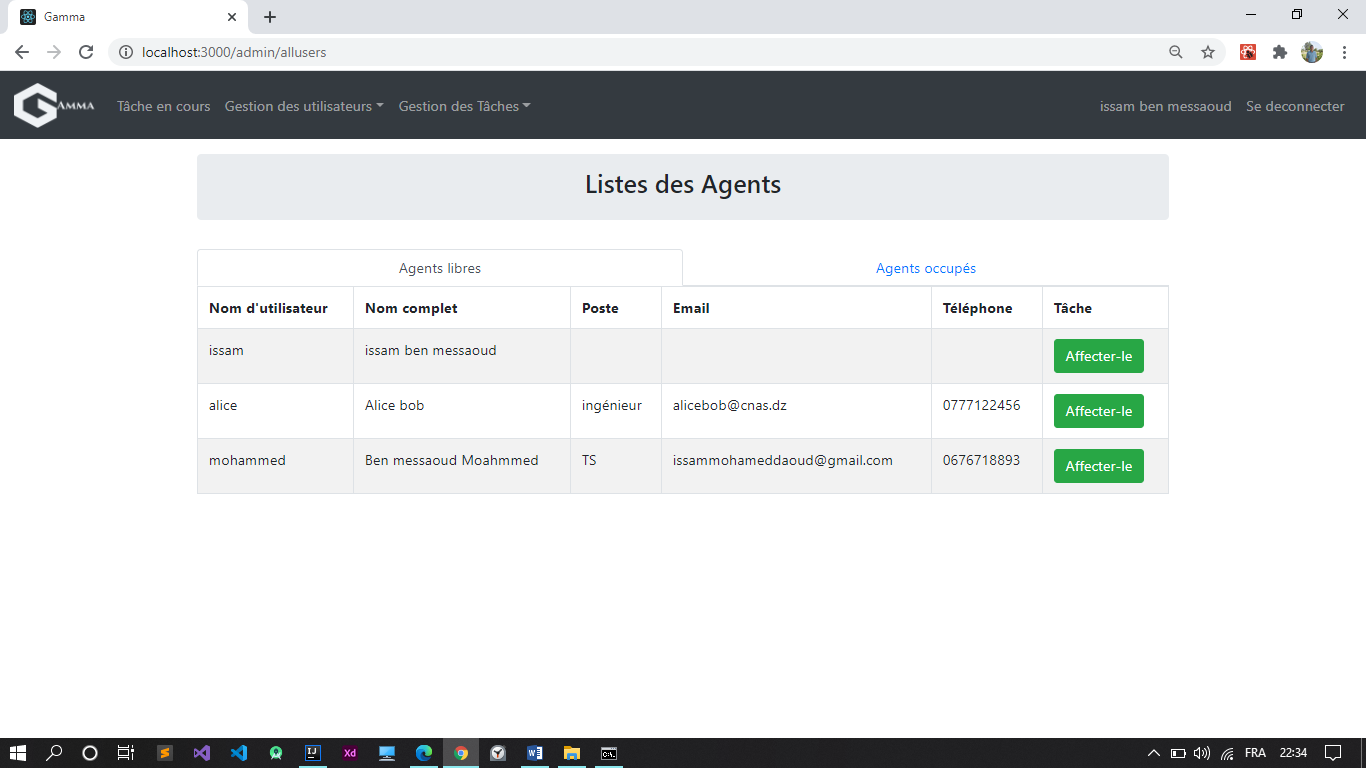 Gamma
localhost:3000/admin/allusers
GAMMA
Tâche en cours Gestion des utilisateurs Gestion des Tâches issam ben messaoud Se deconnecter
Listes des Agents
Agents libres Agents occupés
Nom d'utilisateur Nom complet Poste Email Téléphone Tâche
issam issam ben messaoud Affecter-le
alice Alice bob ingénieur alicebob@cnas.dz 0777122456 Affecter-le
mohammed Ben messaoud Moahmmed TS issammohameddaoud@gmail.com 0676718893 Affecter-le
IJ Xd W C:\_ FRA 22:34